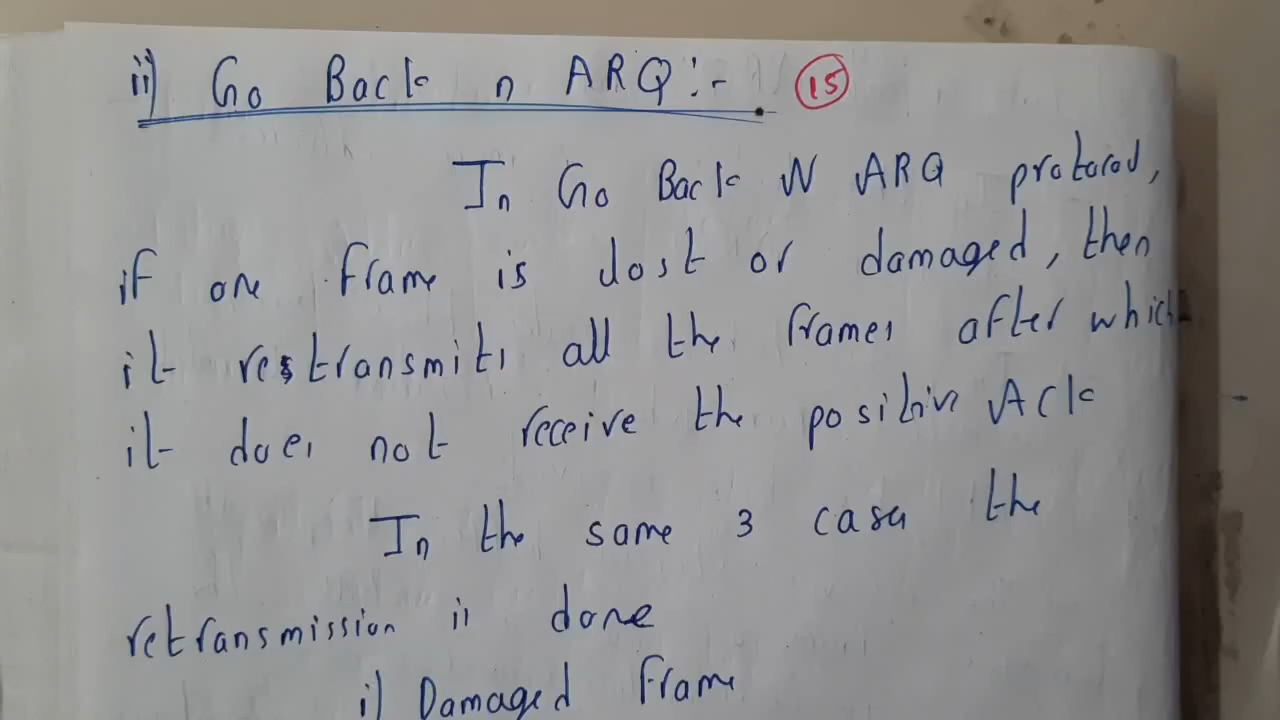 ii) Go Back n ARQ:- 15
In Go Back N ARQ protocol,
if one frame is lost or damaged, then
it retransmits all the frames after which
it does not receive the positive Ack
In the same 3 cases the
retransmission is done
i) Damaged frame